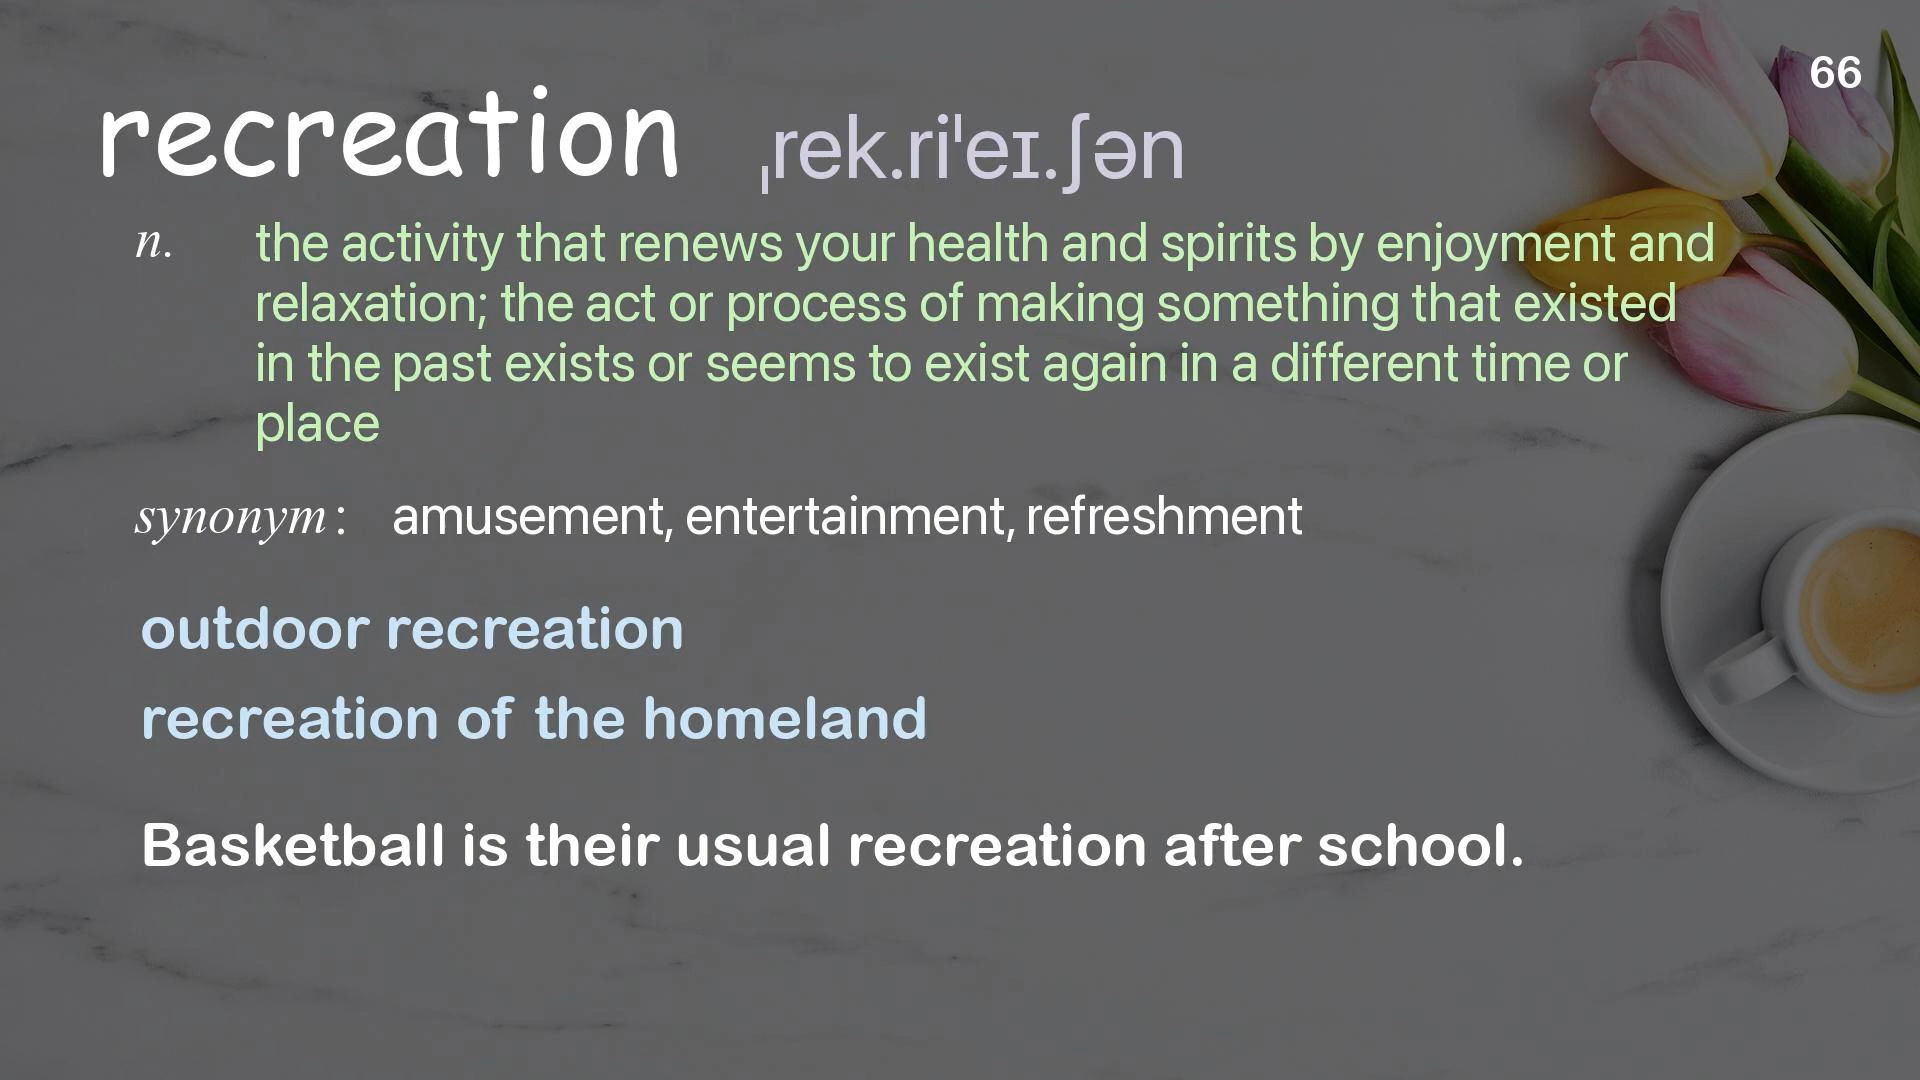 66
recreation ˌrek.riˈeɪ.ʃən
n. the activity that renews your health and spirits by enjoyment and
relaxation; the act or process of making something that existed
in the past exists or seems to exist again in a different time or
place
synonym: amusement, entertainment, refreshment
outdoor recreation
recreation of the homeland
Basketball is their usual recreation after school.